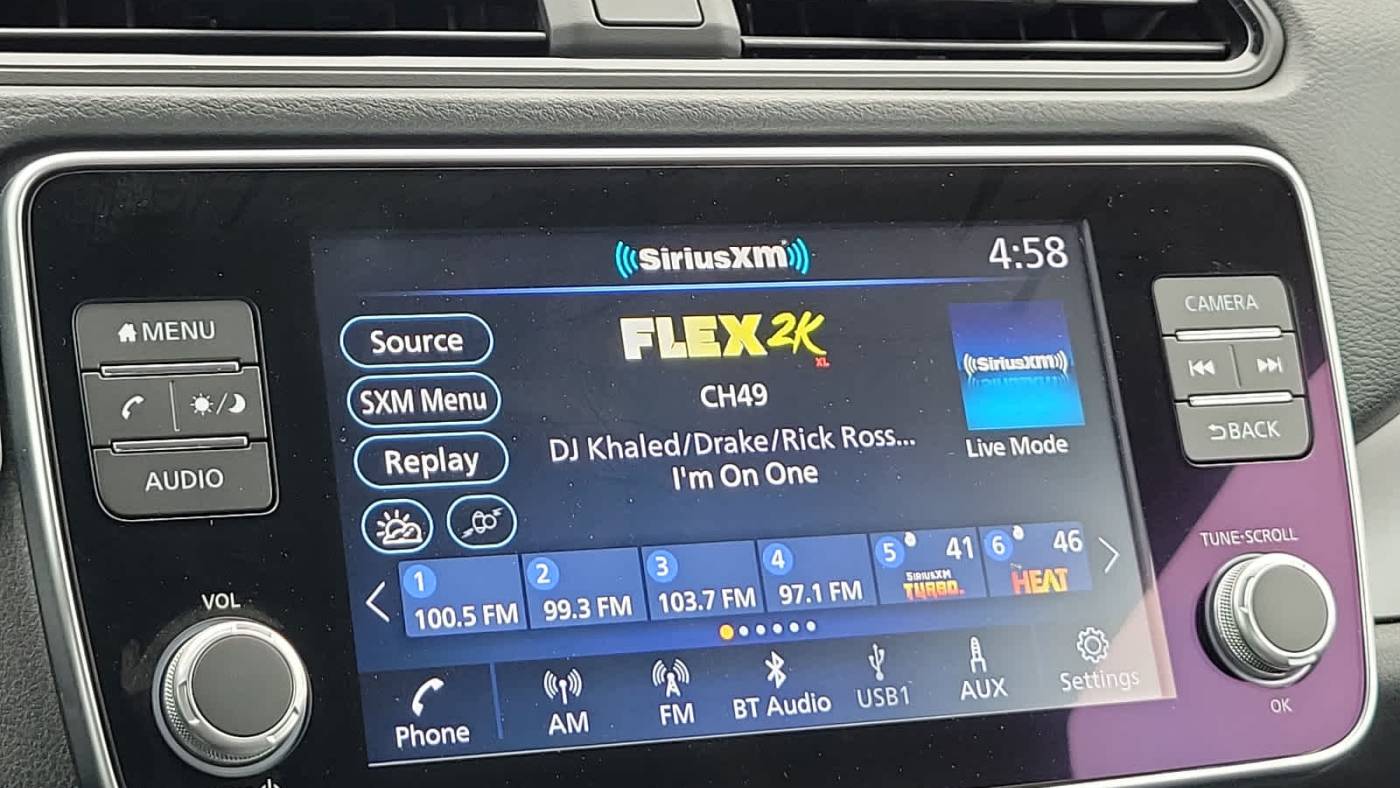 SiriusXM
4:58
MENU
AUDIO
VOL
Source
SXM Menu
Replay
FLEX 2K
XL
CH49
DJ Khaled/Drake/Rick Ross...
I'm On One
SiriusXM
Live Mode
1
100.5 FM
2
99.3 FM
3
103.7 FM
4
97.1 FM
5
41
SIRIUSXM
TURBO.
6
46
HEAT
Phone
AM
FM
BT Audio
USB1
AUX
Settings
CAMERA
BACK
TUNE·SCROLL
OK